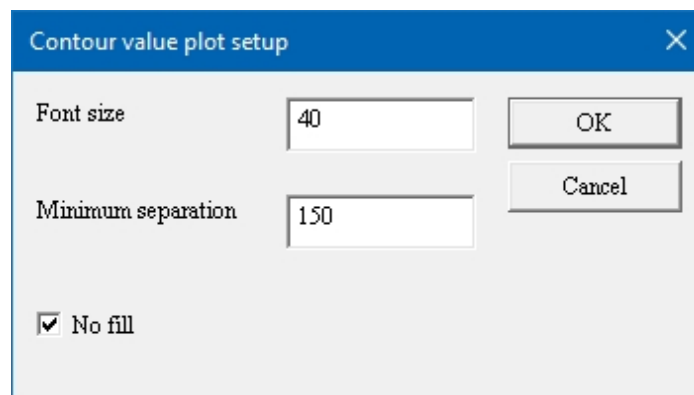 Contour value plot setup
Font size
40
OK
Cancel
Minimum separation
150
No fill